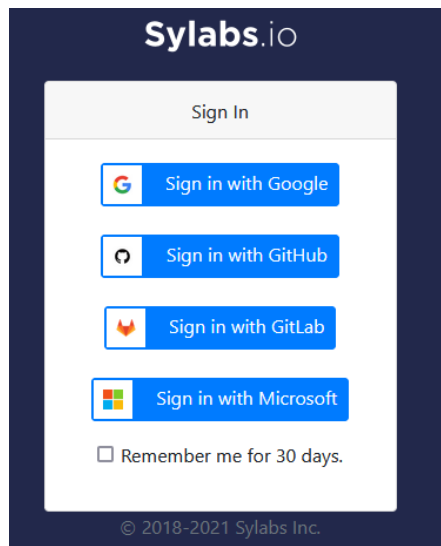 Sylabs.io
Sign In
Sign in with Google
Sign in with GitHub
Sign in with GitLab
Sign in with Microsoft
Remember me for 30 days.
© 2018-2021 Sylabs Inc.